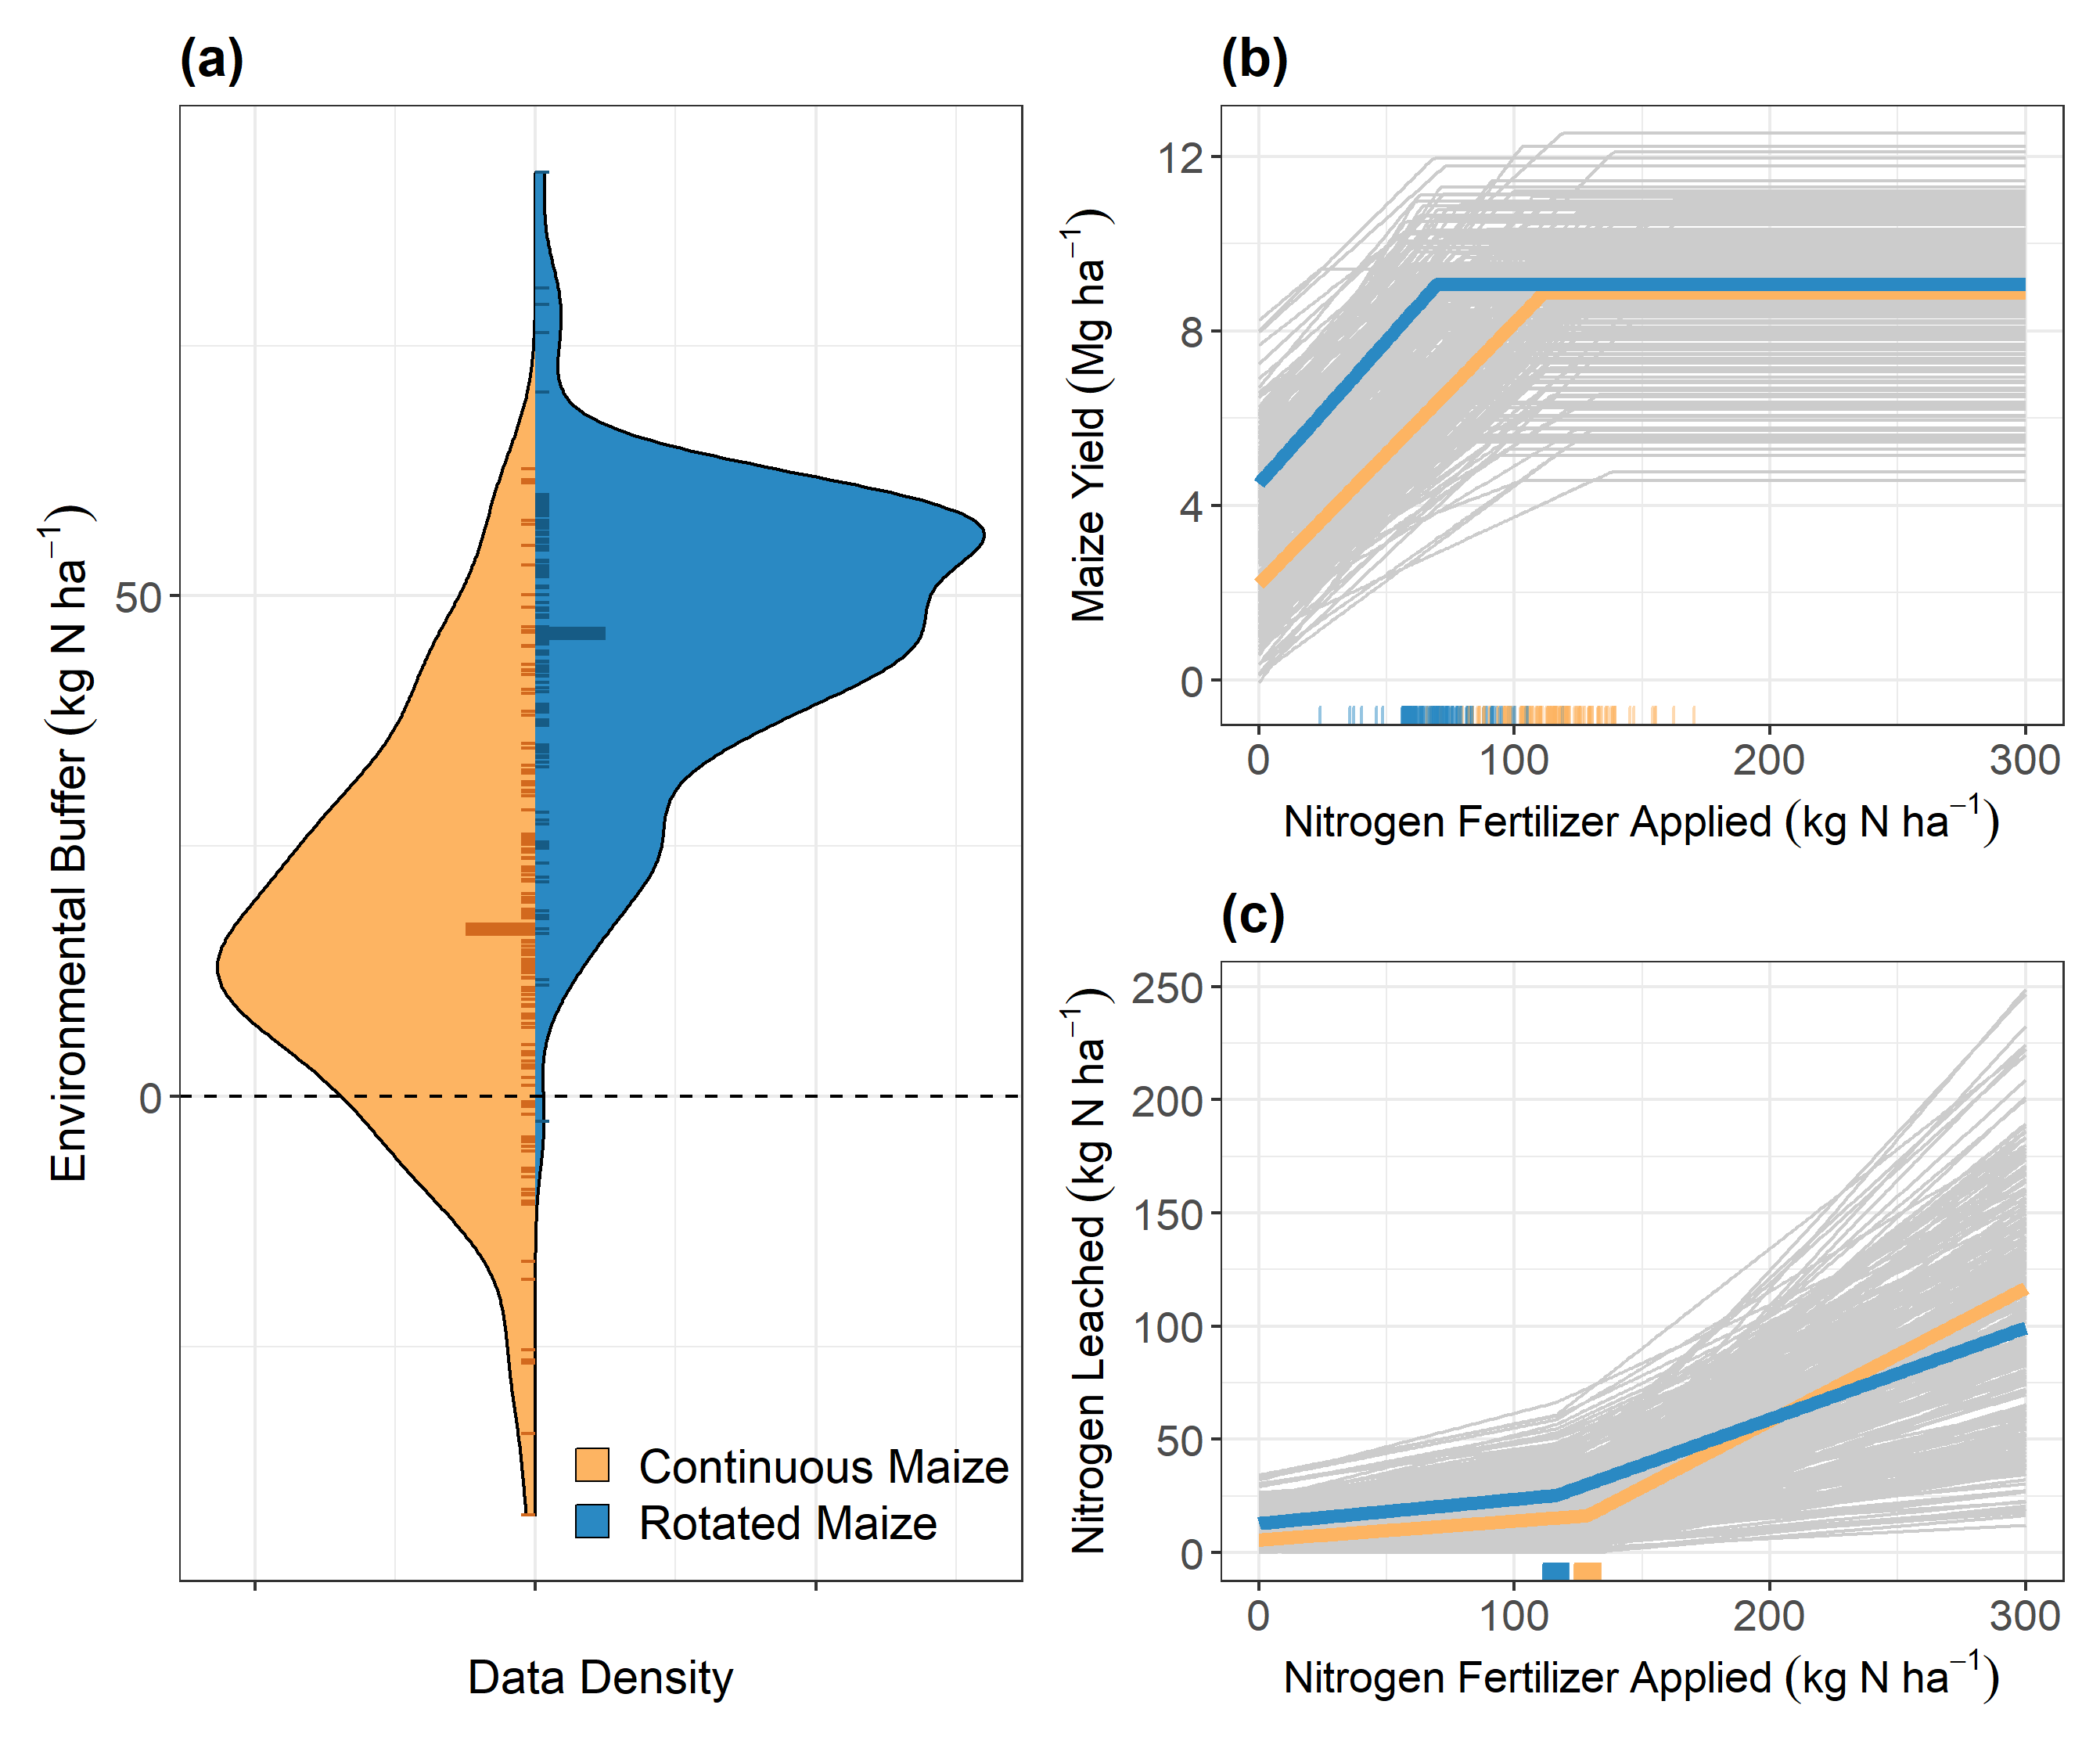 (a)
Environmental Buffer (kg N ha⁻¹)
50
0
Continuous Maize
Rotated Maize
Data Density
(b)
Maize Yield (Mg ha⁻¹)
12
8
4
0
0 100 200 300
Nitrogen Fertilizer Applied (kg N ha⁻¹)
(c)
Nitrogen Leached (kg N ha⁻¹)
250
200
150
100
50
0
0 100 200 300
Nitrogen Fertilizer Applied (kg N ha⁻¹)